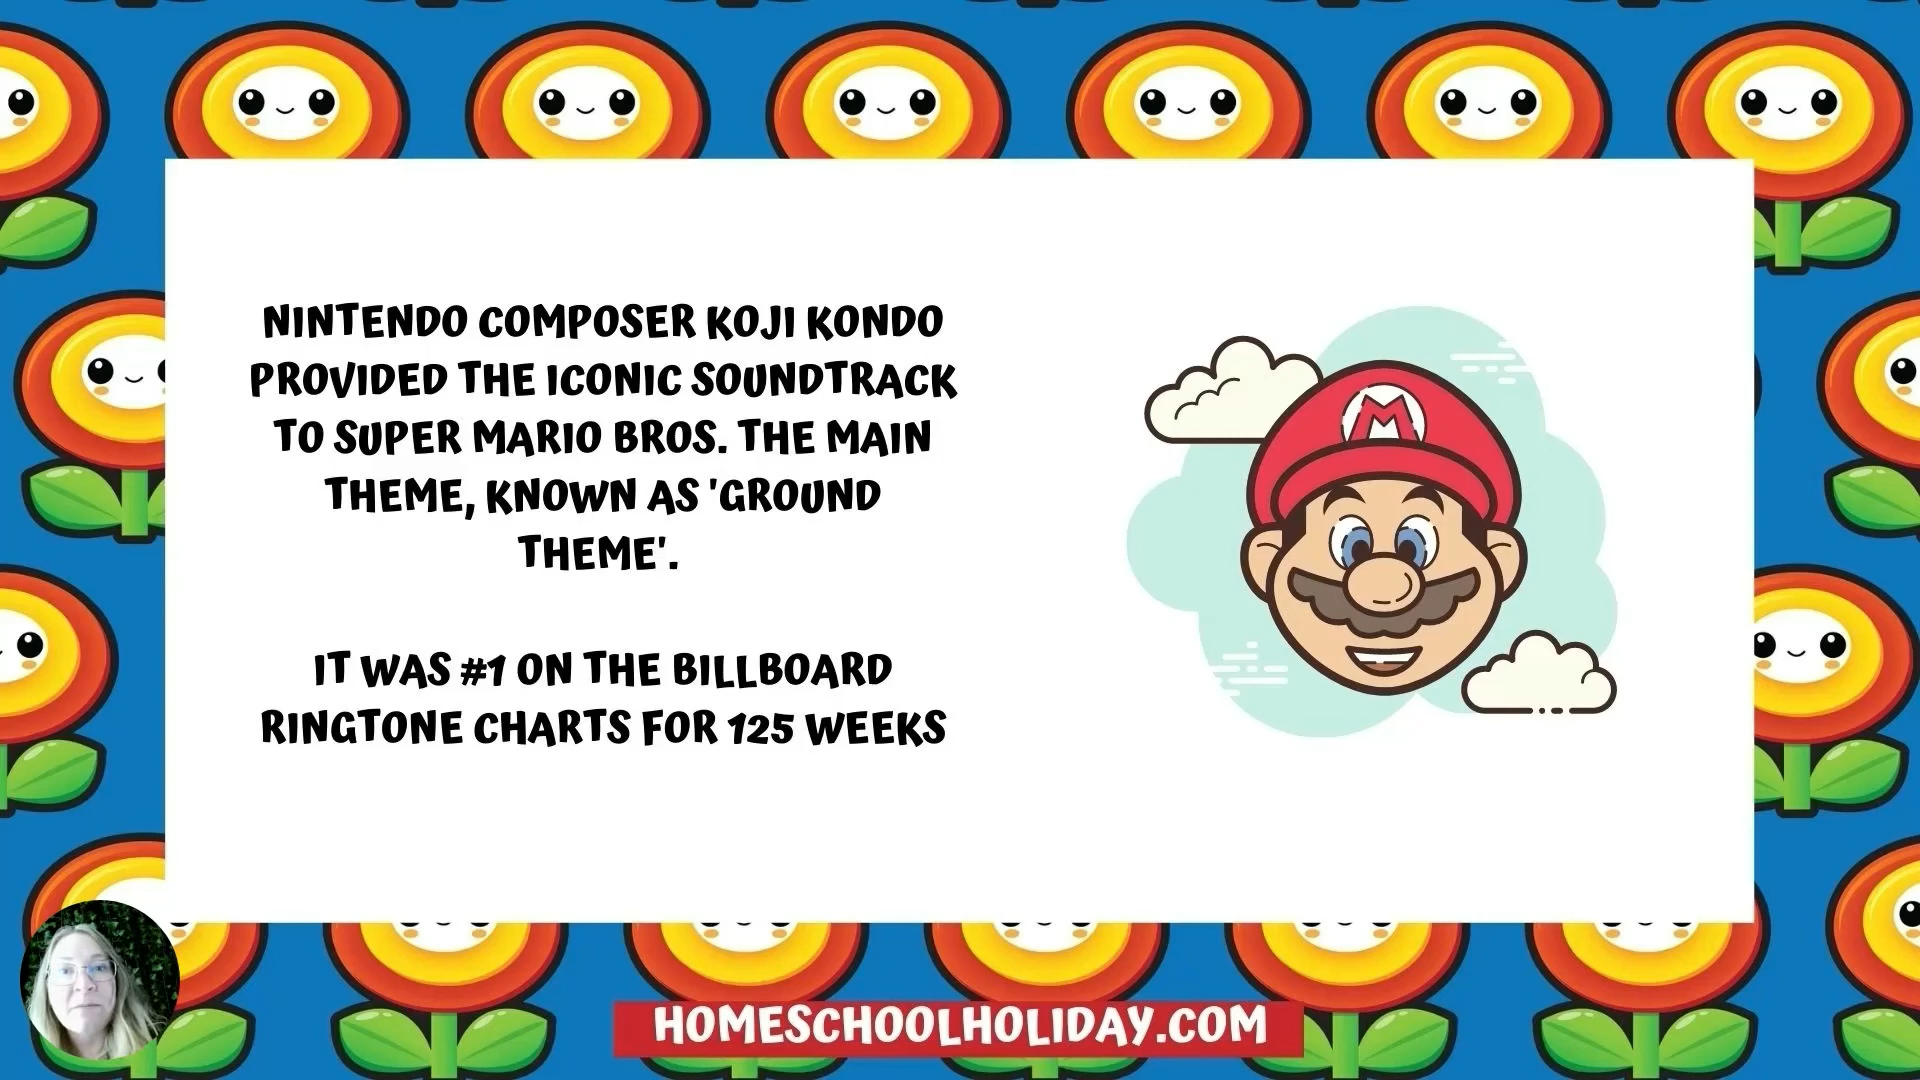 NINTENDO COMPOSER KOJI KONDO
PROVIDED THE ICONIC SOUNDTRACK
TO SUPER MARIO BROS. THE MAIN
THEME, KNOWN AS 'GROUND
THEME'.
IT WAS #1 ON THE BILLBOARD
RINGTONE CHARTS FOR 125 WEEKS
M
HOMESCHOOLHOLIDAY.COM